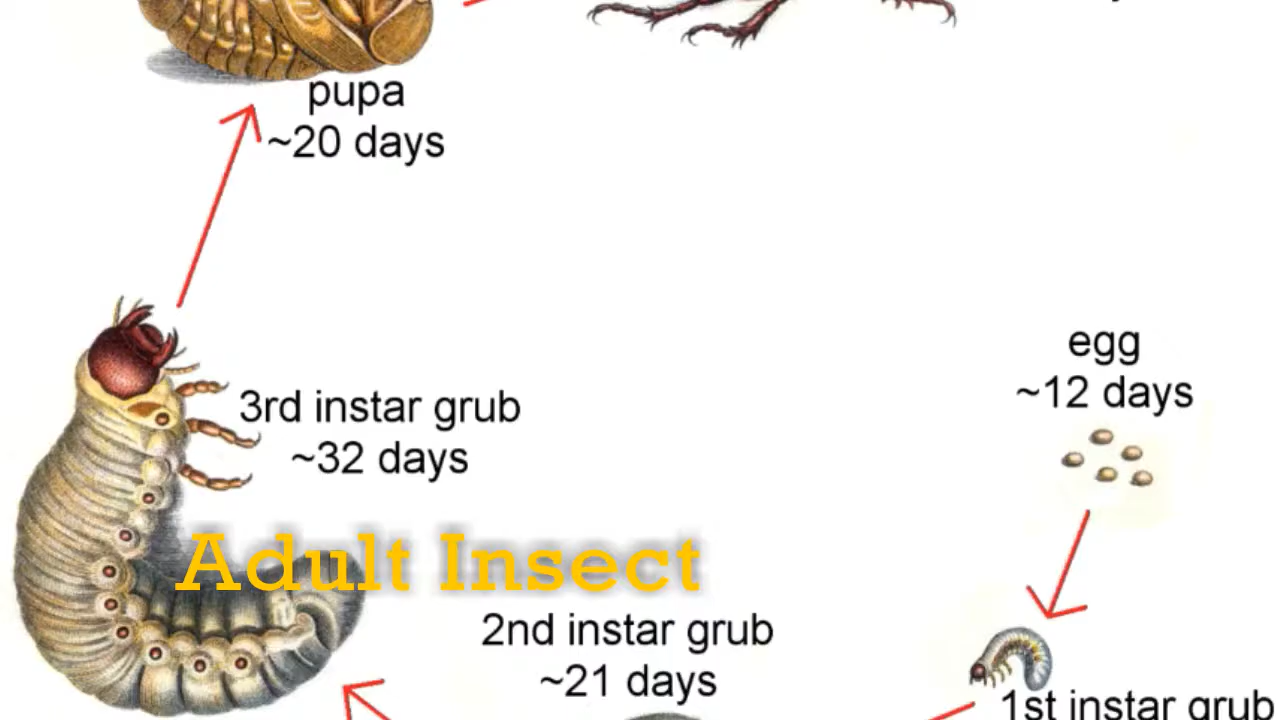 pupa
~20 days
egg
~12 days
3rd instar grub
~32 days
Adult Insect
2nd instar grub
~21 days
1st instar grub